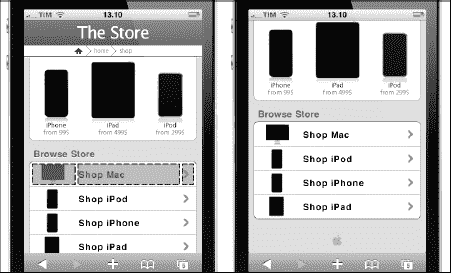 TIM 13.10
The Store
home shop
iPhone iPad iPod
from 99$ from 499$ from 299$
Browse Store
Shop Mac
Shop iPod
Shop iPhone
Shop iPad
TIM 13.10
iPhone iPad iPod
from 99$ from 499$ from 299$
Browse Store
Shop Mac
Shop iPod
Shop iPhone
Shop iPad